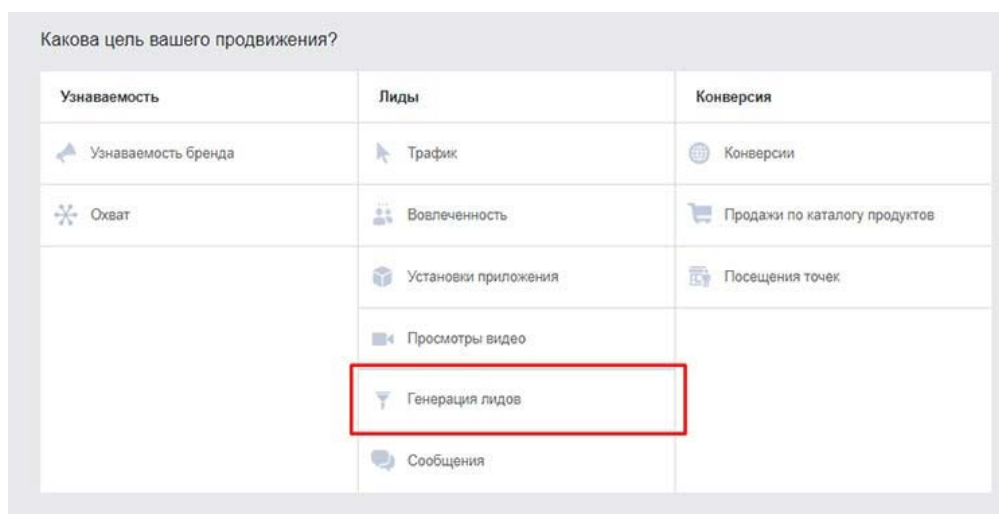 Какова цель вашего продвижения?
Узнаваемость
Лиды
Конверсия
Узнаваемость бренда
Трафик
Конверсии
Охват
Вовлеченность
Продажи по каталогу продуктов
Установки приложения
Посещения точек
Просмотры видео
Генерация лидов
Сообщения